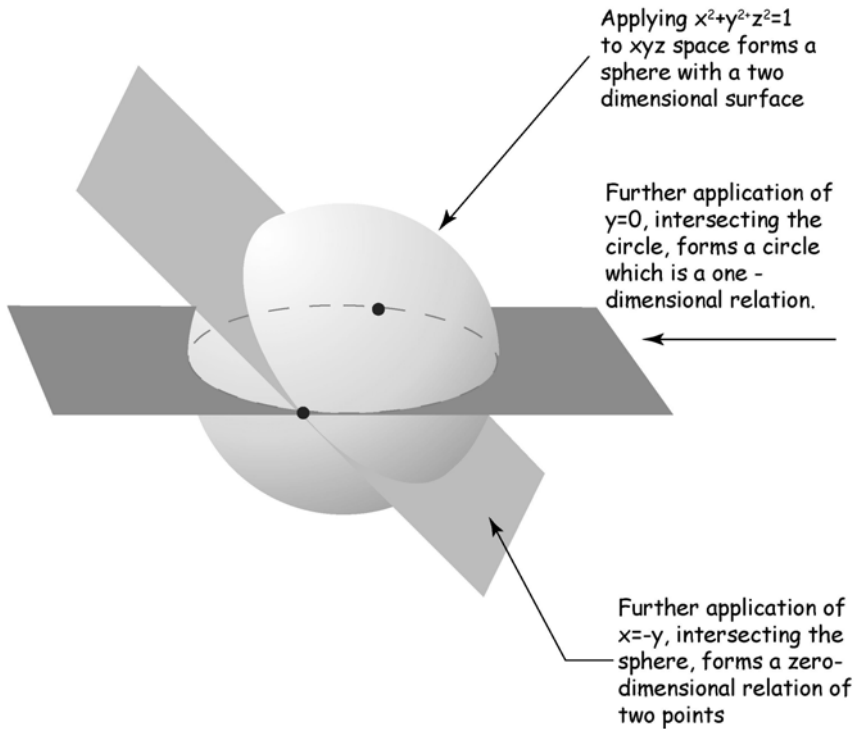 Applying x²+y²⁺z²=1
to xyz space forms a
sphere with a two
dimensional surface
Further application of
y=0, intersecting the
circle, forms a circle
which is a one -
dimensional relation.
Further application of
x=-y, intersecting the
sphere, forms a zero-
dimensional relation of
two points